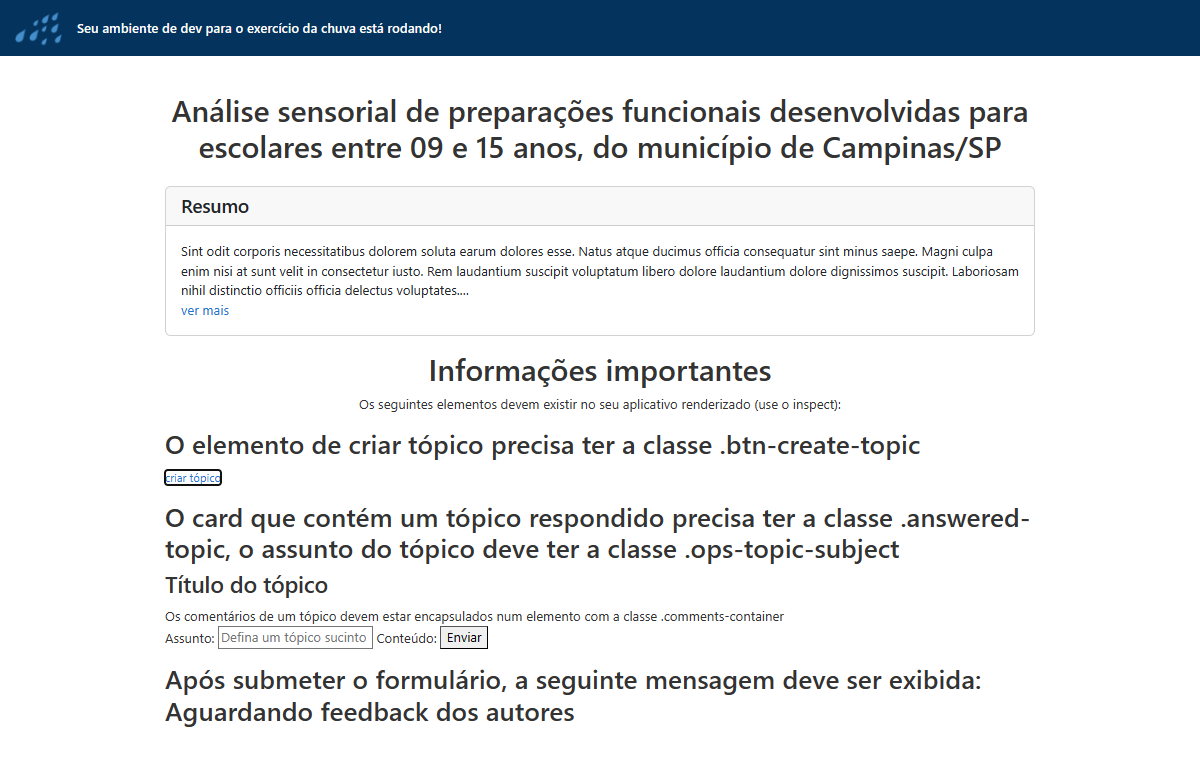 Seu ambiente de dev para o exercício da chuva está rodando!
Análise sensorial de preparações funcionais desenvolvidas para
escolares entre 09 e 15 anos, do município de Campinas/SP
Resumo
Sint odit corporis necessitatibus dolorem soluta earum dolores esse. Natus atque ducimus officia consequatur sint minus saepe. Magni culpa
enim nisi at sunt velit in consectetur iusto. Rem laudantium suscipit voluptatum libero dolore laudantium dolore dignissimos suscipit. Laboriosam
nihil distinctio officiis officia delectus voluptates....
ver mais
Informações importantes
Os seguintes elementos devem existir no seu aplicativo renderizado (use o inspect):
O elemento de criar tópico precisa ter a classe .btn-create-topic
criar tópico
O card que contém um tópico respondido precisa ter a classe .answered-
topic, o assunto do tópico deve ter a classe .ops-topic-subject
Título do tópico
Os comentários de um tópico devem estar encapsulados num elemento com a classe .comments-container
Assunto: Defina um tópico sucinto Conteúdo: Enviar
Após submeter o formulário, a seguinte mensagem deve ser exibida:
Aguardando feedback dos autores